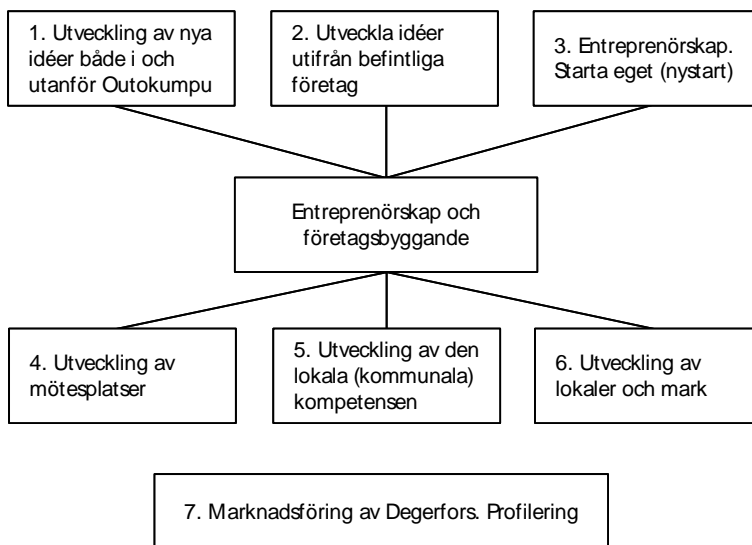 1. Utveckling av nya
idéer både i och
utanför Outokumpu
2. Utveckla idéer
utifrån befintliga
företag
3. Entreprenörskap.
Starta eget (nystart)
Entreprenörskap och
företagsbyggande
4. Utveckling av
mötesplatser
5. Utveckling av den
lokala (kommunala)
kompetensen
6. Utveckling av
lokaler och mark
7. Marknadsföring av Degerfors. Profilering